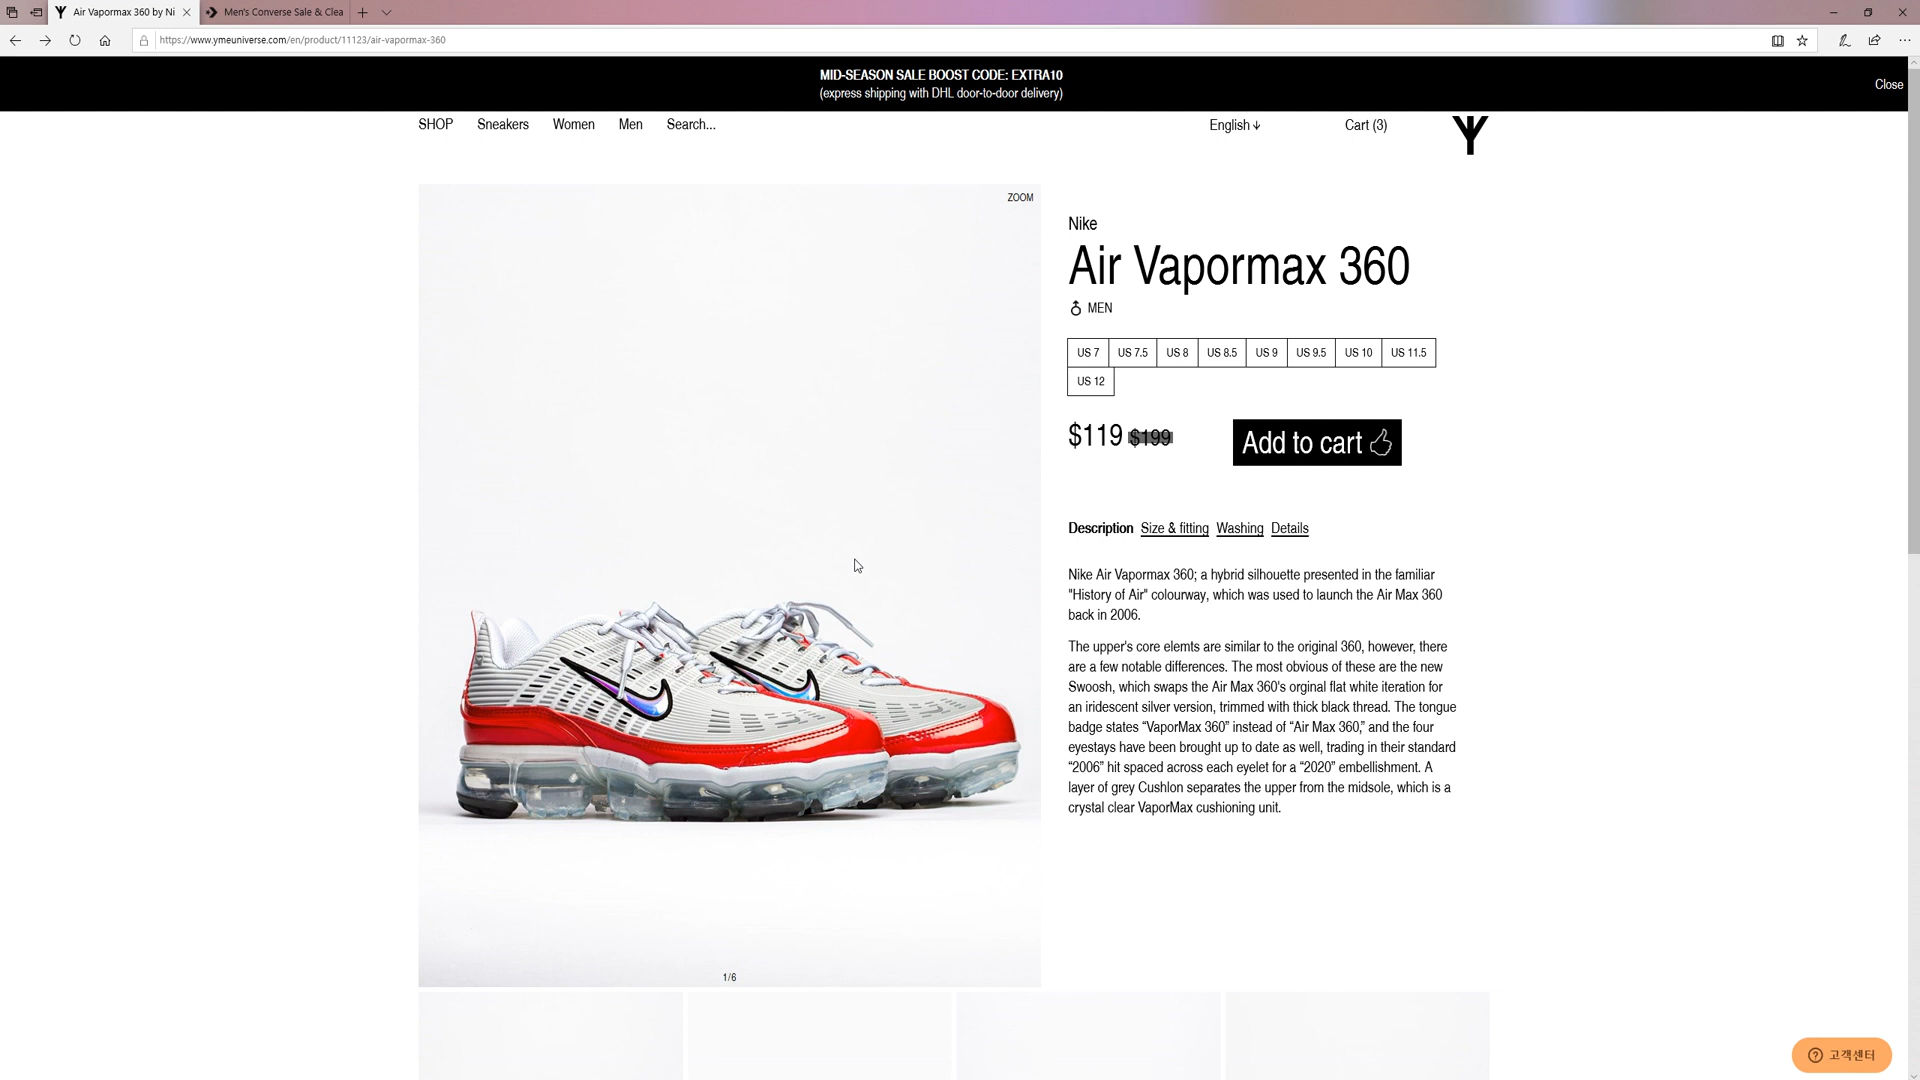 Air Vapormax 360 by Ni
Men's Converse Sale & Clea
https://www.ymeuniverse.com/en/product/11123/air-vapormax-360
MID-SEASON SALE BOOST CODE: EXTRA10
(express shipping with DHL door-to-door delivery)
Close
SHOP Sneakers Women Men Search...
English ↓
Cart (3)
ZOOM
Nike
Air Vapormax 360
MEN
US 7 US 7.5 US 8 US 8.5 US 9 US 9.5 US 10 US 11.5
US 12
$119 $199
Add to cart
Description Size & fitting Washing Details
Nike Air Vapormax 360; a hybrid silhouette presented in the familiar
"History of Air" colourway, which was used to launch the Air Max 360
back in 2006.
The upper's core elemts are similar to the original 360, however, there
are a few notable differences. The most obvious of these are the new
Swoosh, which swaps the Air Max 360's orginal flat white iteration for
an iridescent silver version, trimmed with thick black thread. The tongue
badge states “VaporMax 360” instead of “Air Max 360,” and the four
eyestays have been brought up to date as well, trading in their standard
“2006” hit spaced across each eyelet for a “2020” embellishment. A
layer of grey Cushlon separates the upper from the midsole, which is a
crystal clear VaporMax cushioning unit.
1/6
고객센터